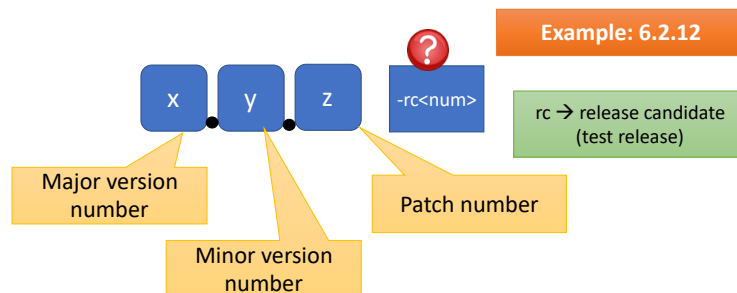 Example: 6.2.12
?
x . y . z -rc<num>
rc → release candidate
(test release)
Major version
number
Patch number
Minor version
number